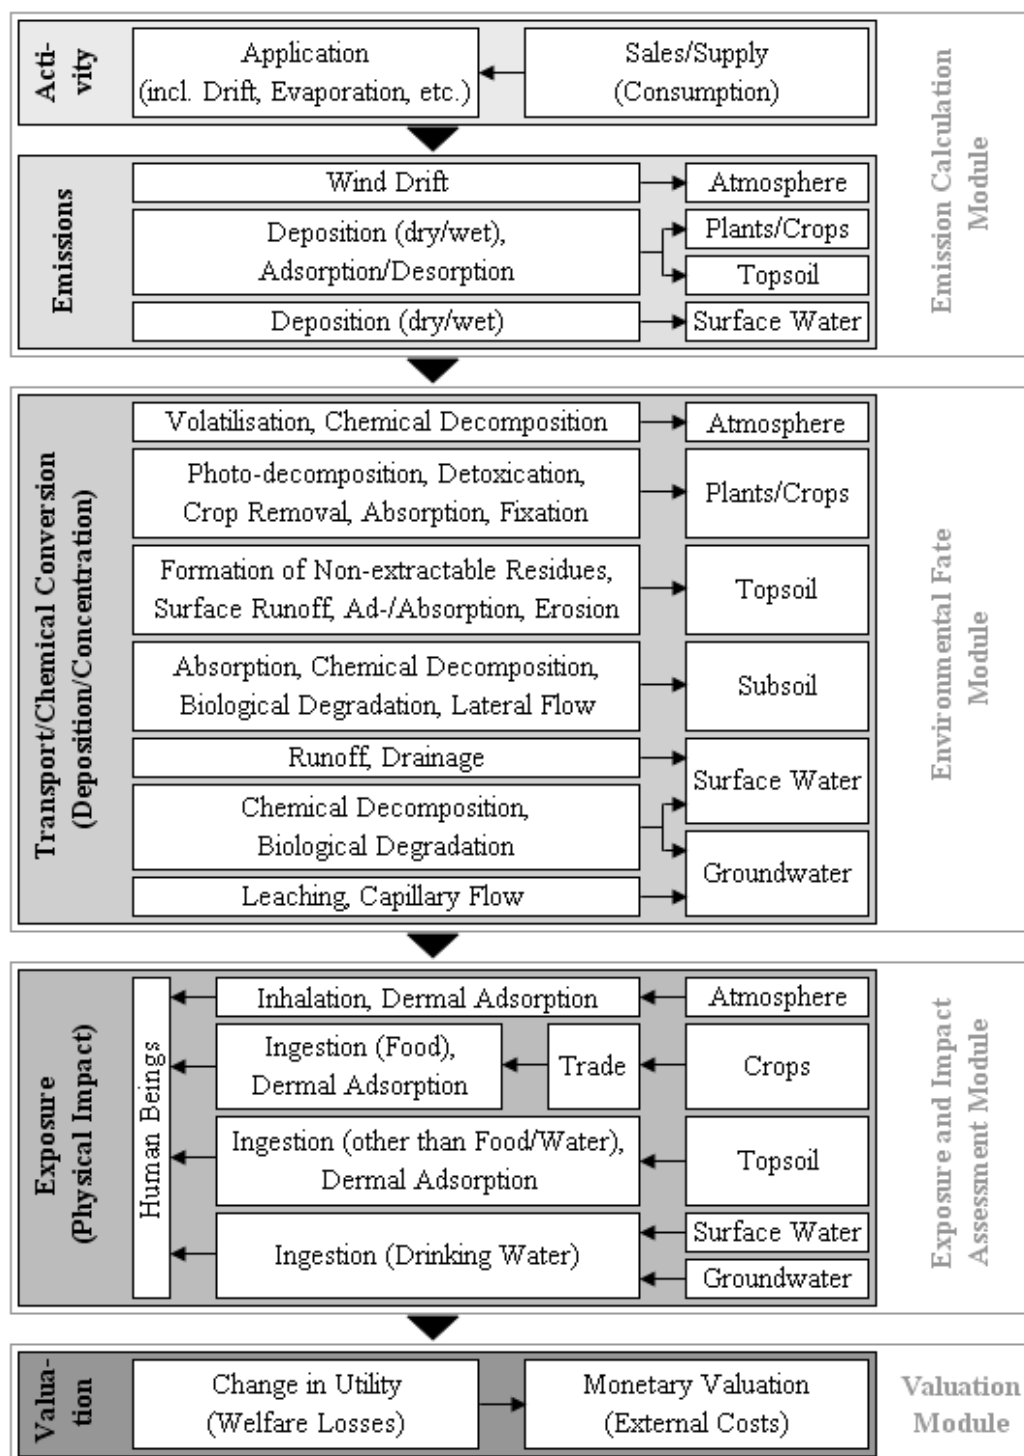 Acti-
vity
Application
(incl. Drift, Evaporation, etc.)
Sales/Supply
(Consumption)
Emission Calculation
Module
Emissions
Wind Drift
Atmosphere
Deposition (dry/wet),
Adsorption/Desorption
Plants/Crops
Topsoil
Deposition (dry/wet)
Surface Water
Transport/Chemical Conversion
(Deposition/Concentration)
Volatilisation, Chemical Decomposition
Atmosphere
Photo-decomposition, Detoxication,
Crop Removal, Absorption, Fixation
Plants/Crops
Formation of Non-extractable Residues,
Surface Runoff, Ad-/Absorption, Erosion
Topsoil
Absorption, Chemical Decomposition,
Biological Degradation, Lateral Flow
Subsoil
Runoff, Drainage
Surface Water
Chemical Decomposition,
Biological Degradation
Groundwater
Leaching, Capillary Flow
Environmental Fate
Module
Exposure
(Physical Impact)
Human Beings
Inhalation, Dermal Adsorption
Atmosphere
Ingestion (Food),
Dermal Adsorption
Trade
Crops
Ingestion (other than Food/Water),
Dermal Adsorption
Topsoil
Ingestion (Drinking Water)
Surface Water
Groundwater
Exposure and Impact
Assessment Module
Valua-
tion
Change in Utility
(Welfare Losses)
Monetary Valuation
(External Costs)
Valuation
Module